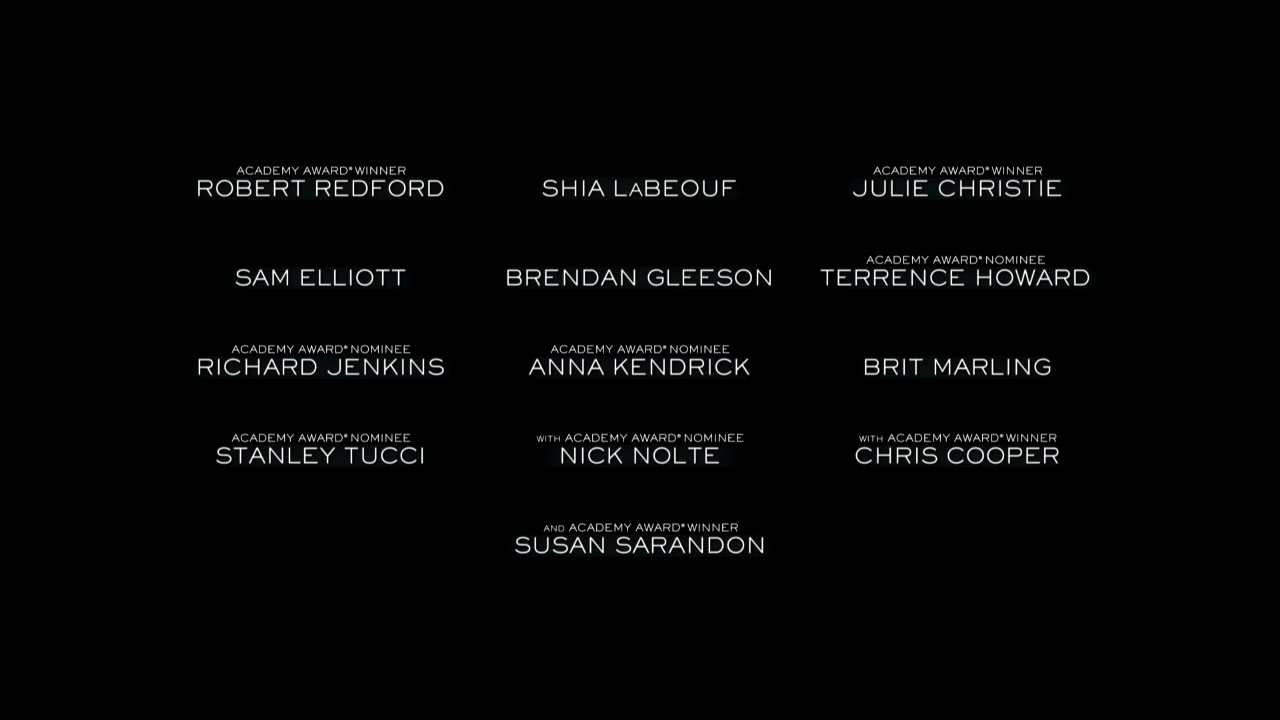 ACADEMY AWARD® WINNER
ROBERT REDFORD
SHIA LABEOUF
ACADEMY AWARD® WINNER
JULIE CHRISTIE
SAM ELLIOTT
BRENDAN GLEESON
ACADEMY AWARD® NOMINEE
TERRENCE HOWARD
ACADEMY AWARD® NOMINEE
RICHARD JENKINS
ACADEMY AWARD® NOMINEE
ANNA KENDRICK
BRIT MARLING
ACADEMY AWARD® NOMINEE
STANLEY TUCCI
WITH ACADEMY AWARD® NOMINEE
NICK NOLTE
WITH ACADEMY AWARD® WINNER
CHRIS COOPER
AND ACADEMY AWARD® WINNER
SUSAN SARANDON